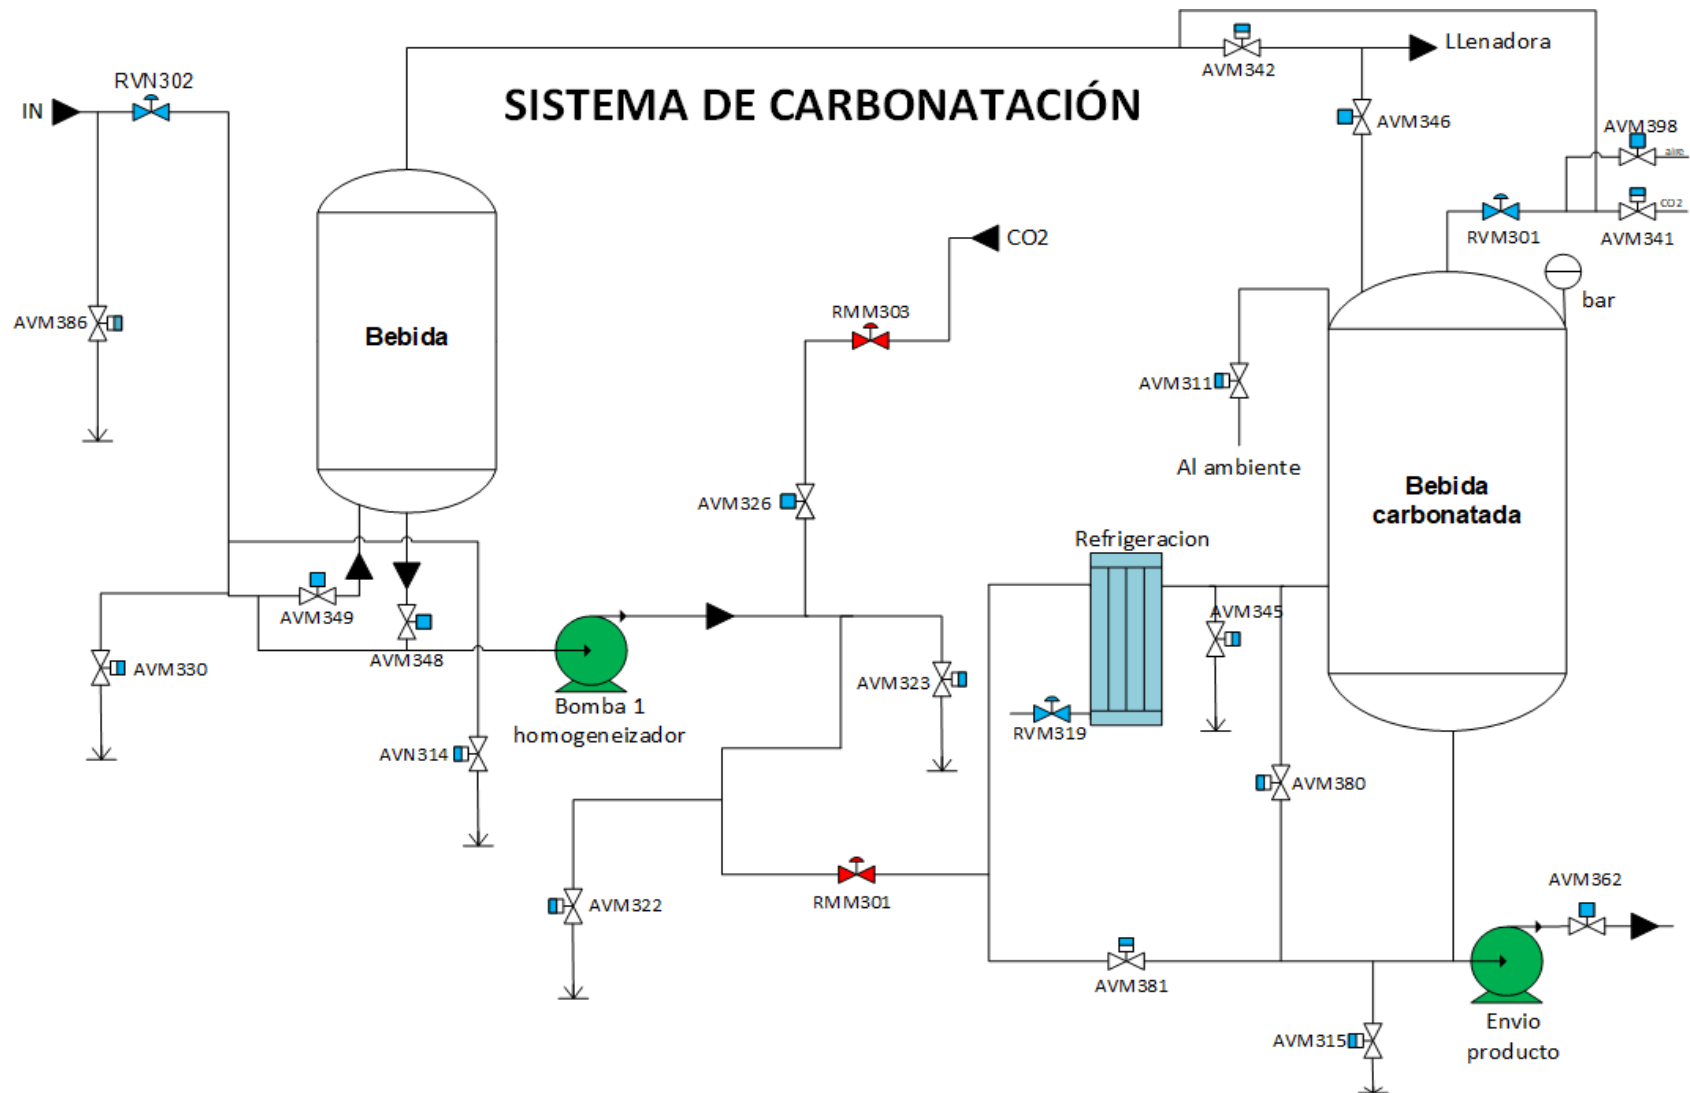 LLenadora
AVM342
RVN302
IN
SISTEMA DE CARBONATACIÓN
AVM346
AVM398
aire
CO2
RVM301
AVM341
CO2
bar
RMM303
AVM386
Bebida
AVM311
Al ambiente
Bebida
carbonatada
AVM326
Refrigeracion
AVM349
AVM345
AVM348
AVM330
AVM323
Bomba 1
homogeneizador
RVM319
AVN314
AVM380
AVM362
RMM301
AVM322
AVM381
Envio
producto
AVM315